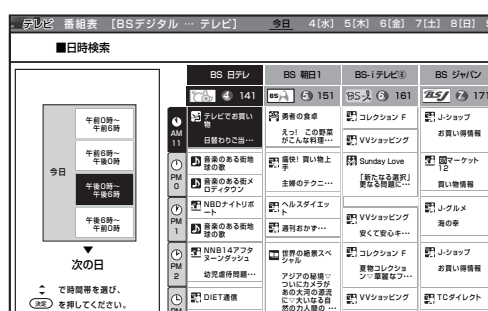 テレビ 番組表 [BSデジタル … テレビ] 今日 4[水] 5[木] 6[金] 7[土] 8[日]
■日時検索
今日
午前0時~
午前6時
午前6時~
午後0時
午後0時~
午後6時
午後6時~
午前0時
▼
次の日
で時間帯を選び、
決定 を押してください。
BS 日テレ BS 朝日1 BS-i テレビ⑥ BS ジャパン
④ 141 BS ⑤ 151 BS-i ⑥ 161 BSJ ⑦ 171
AM
11
テレビでお買い
物
日替わりご当…
勇者の食卓
えっ! この野菜
がこんな料理…
コレクション F
VVショッピング
J-ショップ
お買い得情報
PM
0
音楽のある街地
球の歌
音楽のある街メ
ロディタウン
痛快! 買い物上
手
主婦のテクニ…
Sunday Love
「新たなる選択」
更なる問題に…
マーケット
12
買い物情報
PM
1
NBDナイトリポ
ート
音楽のある街地
球の歌
ヘルスダイエッ
ト
週刊おかず…
VVショッピング
安くて安心キ…
J-グルメ
海の幸
PM
2
NNB14アフタ
ヌーンダッシュ
幼児虐待問題…
世界の絶景スペ
シャル
アジアの秘境▽
ついにカメラが
あの大河の源流
に▽大いなる自
然の力人間の …
コレクション F
夏物コレクショ
ン▽華麗なフ…
J-ショップ
お買い得情報
PM
DIET通信
VVショッピング
TCダイレクト